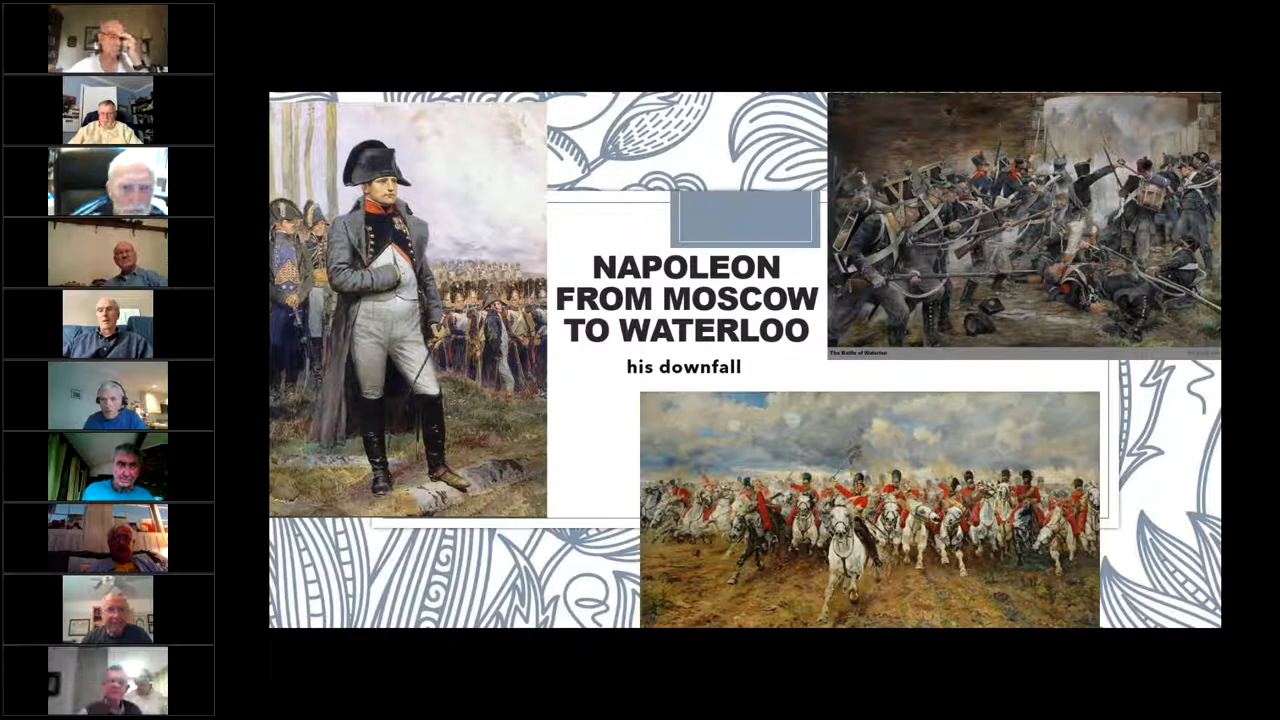 NAPOLEON
FROM MOSCOW
TO WATERLOO
his downfall
The Battle of Waterloo